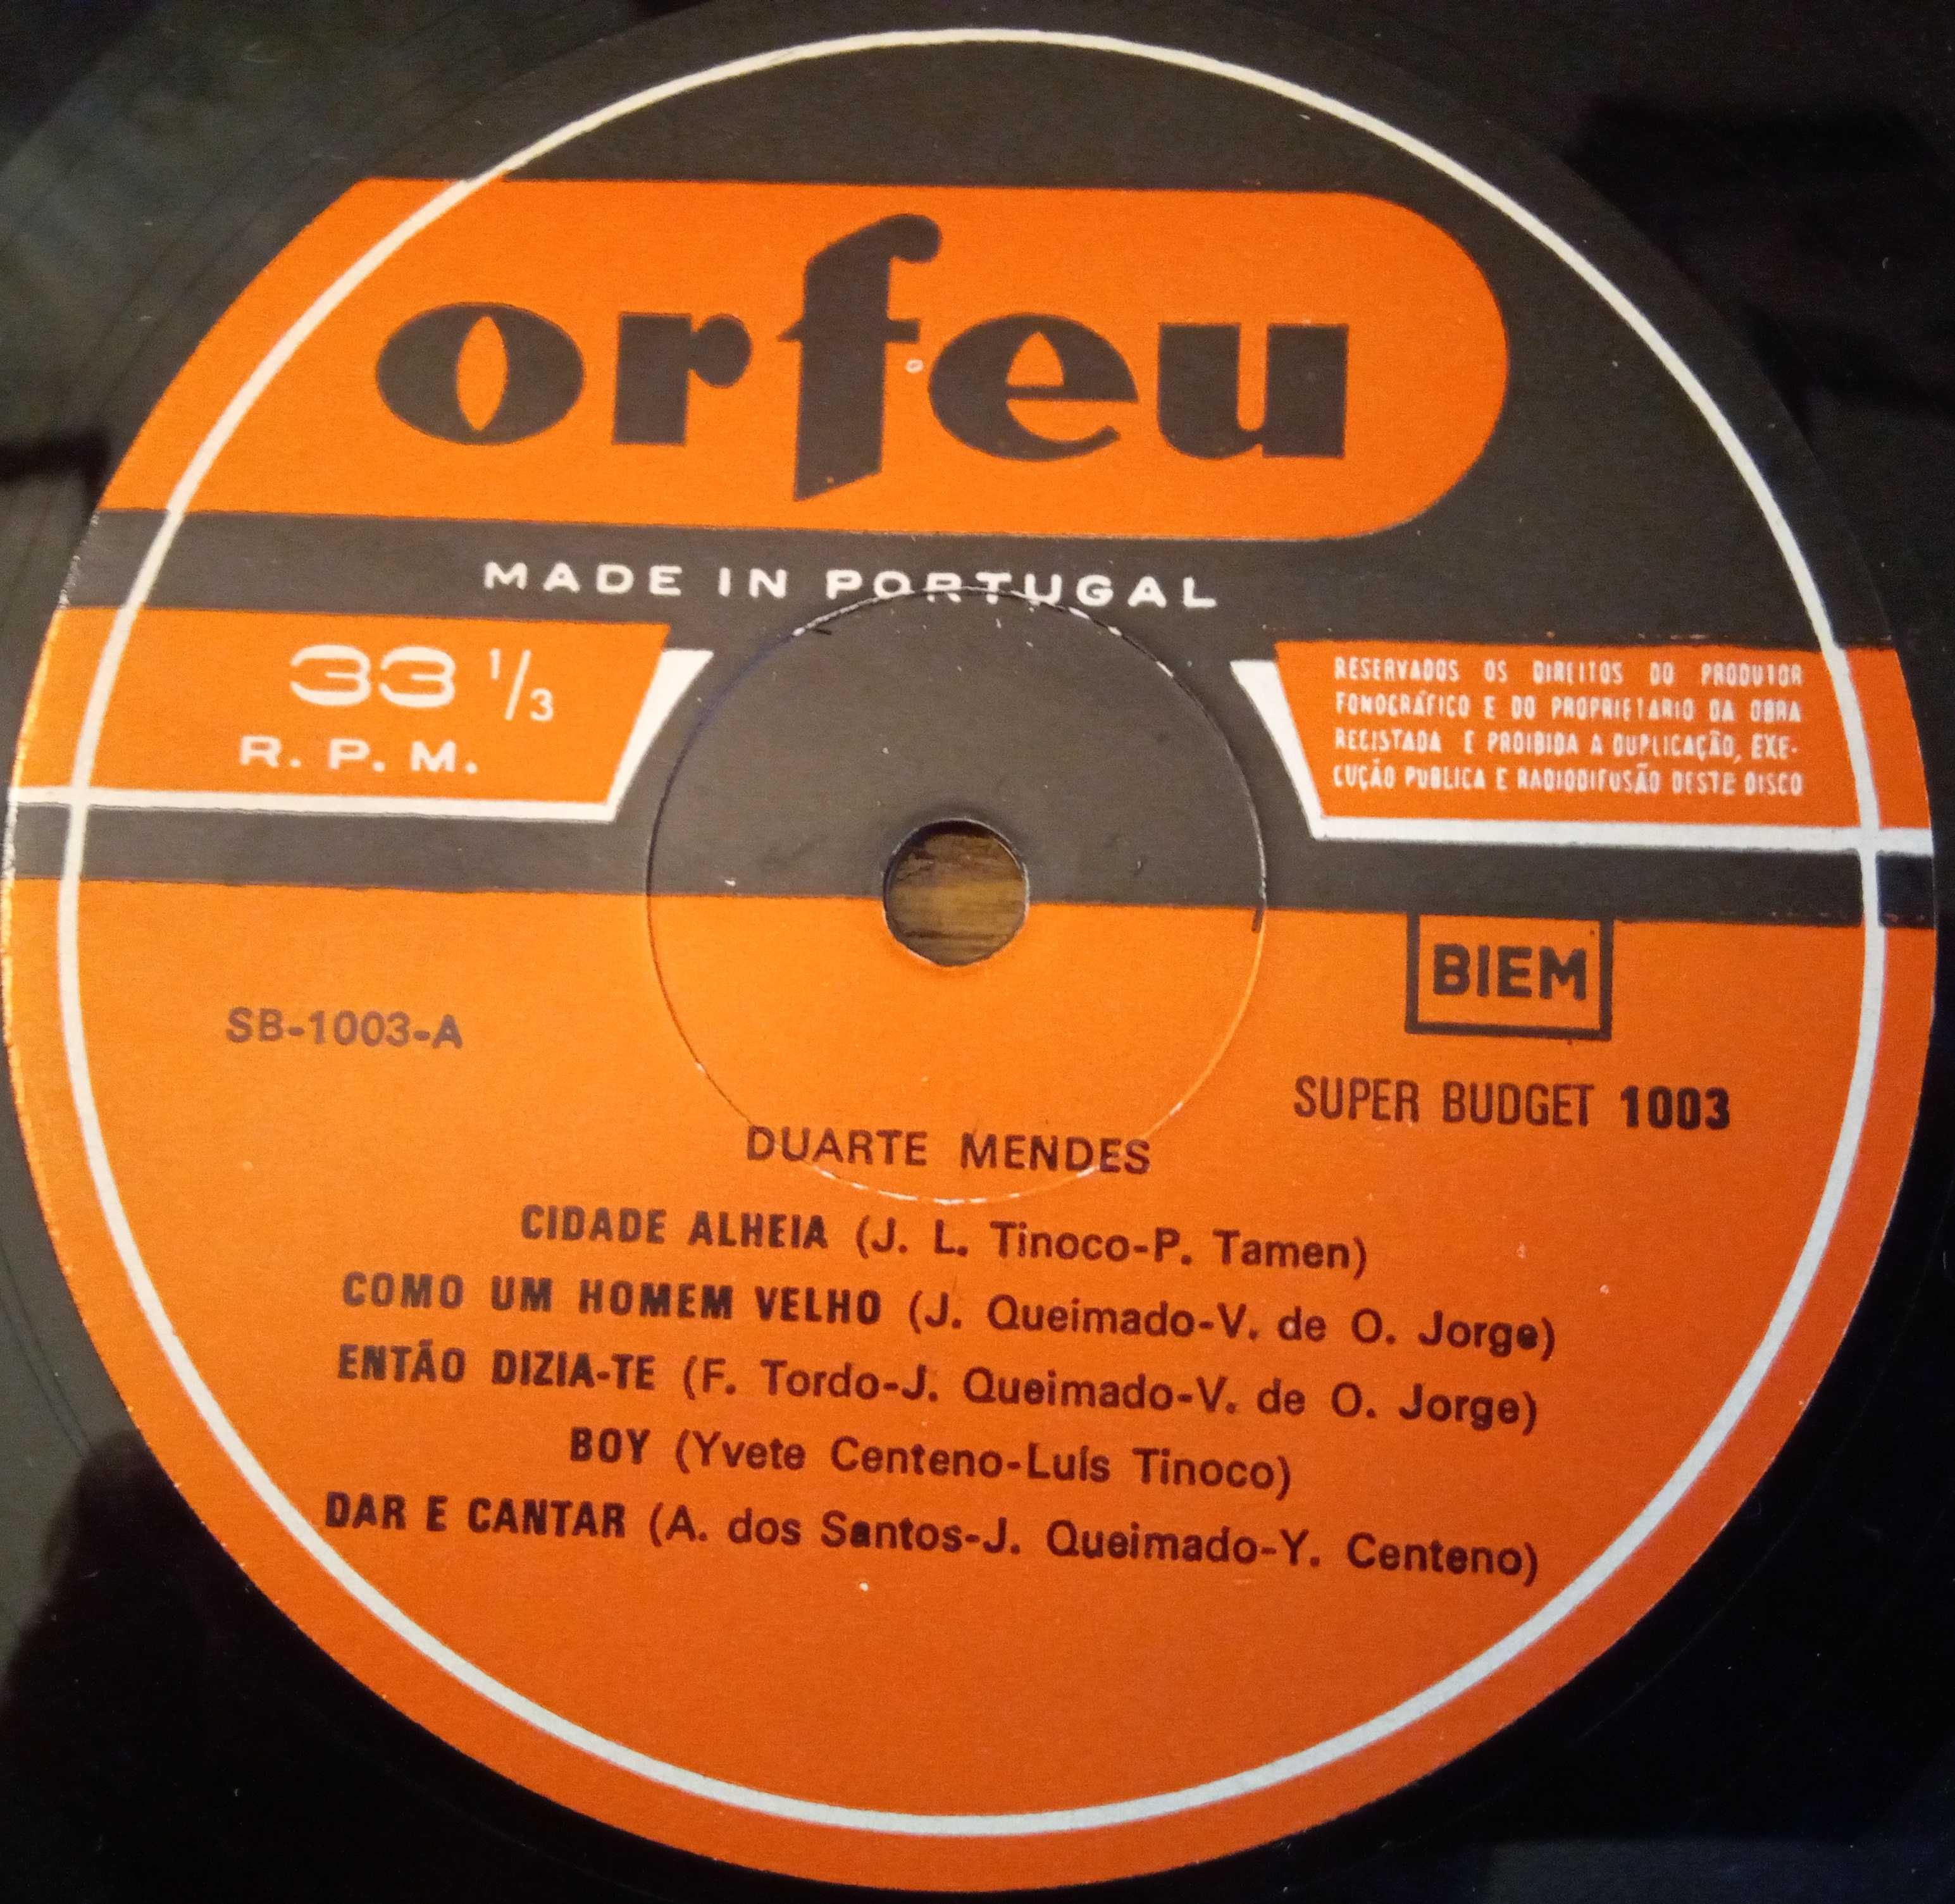 orfeu
MADE IN PORTUGAL
33 1/3
R. P. M.
RESERVADOS OS DIREITOS DO PRODUTOR
FONOGRÁFICO E DO PROPRIETARIO DA OBRA
REGISTADA E PROIBIDA A DUPLICAÇÃO, EXE-
CUÇÃO PUBLICA E RADIODIFUSÃO DESTE DISCO
BIEM
SB-1003-A
SUPER BUDGET 1003
DUARTE MENDES
CIDADE ALHEIA (J. L. Tinoco-P. Tamen)
COMO UM HOMEM VELHO (J. Queimado-V. de O. Jorge)
ENTÃO DIZIA-TE (F. Tordo-J. Queimado-V. de O. Jorge)
BOY (Yvete Centeno-Luís Tinoco)
DAR E CANTAR (A. dos Santos-J. Queimado-Y. Centeno)